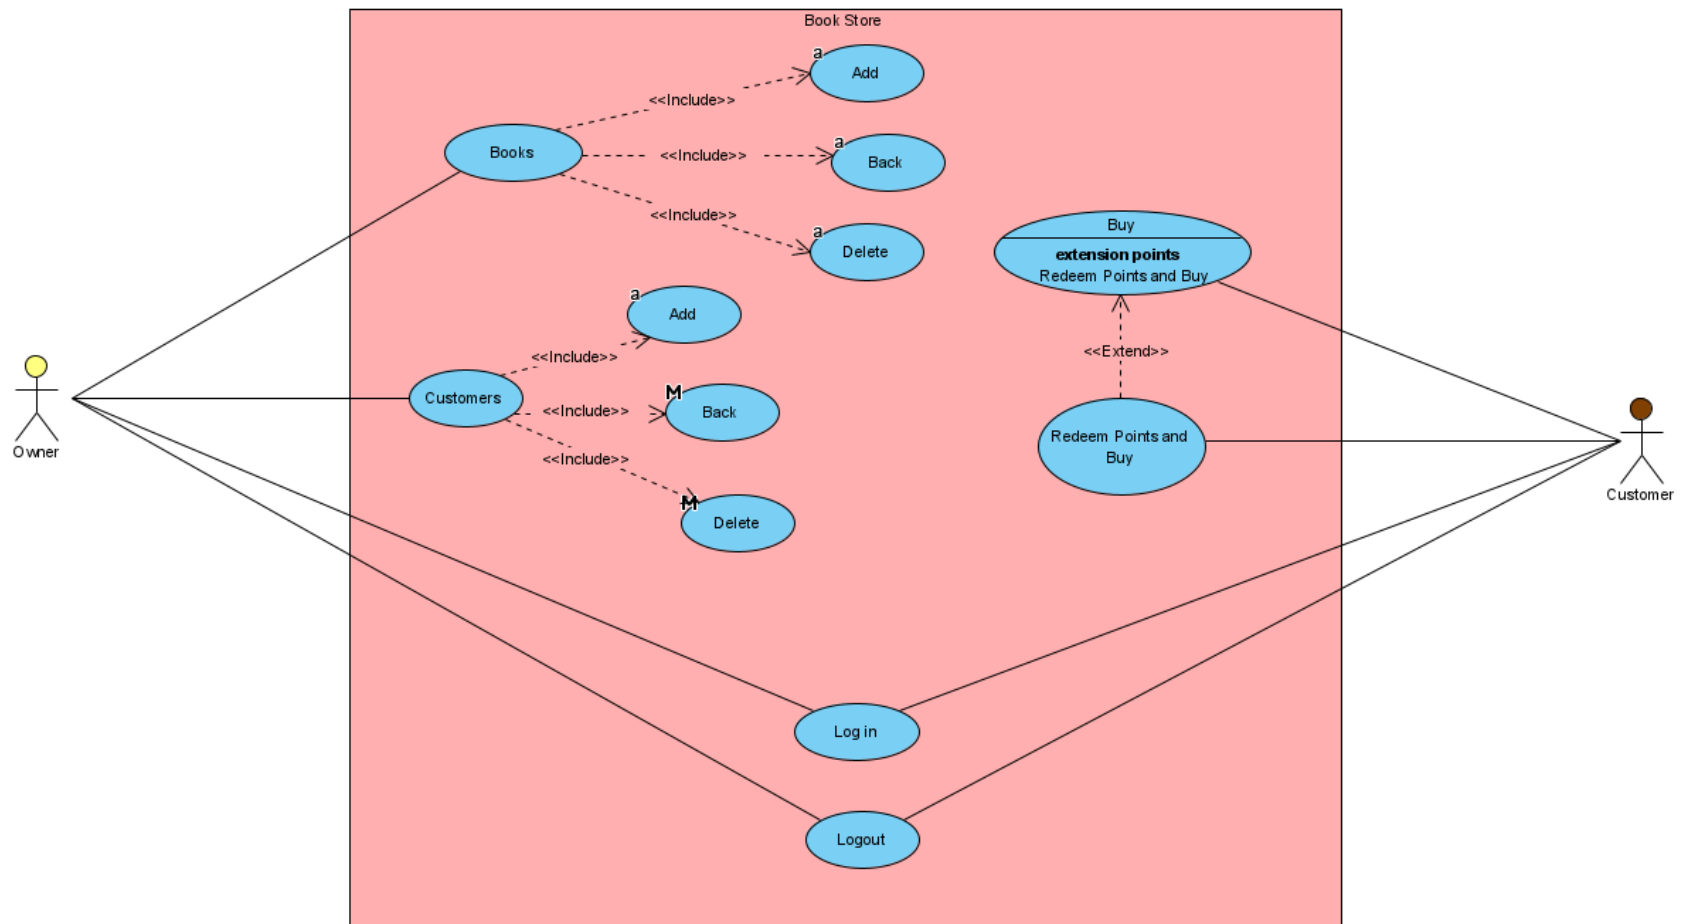 Book Store
a
Add
<<Include>>
Books
<<Include>>
a
Back
<<Include>>
a
Delete
Buy
extension points
Redeem Points and Buy
a
Add
<<Include>>
<<Extend>>
Customers
<<Include>>
M
Back
<<Include>>
M
Delete
Redeem Points and
Buy
Owner
Customer
Log in
Logout